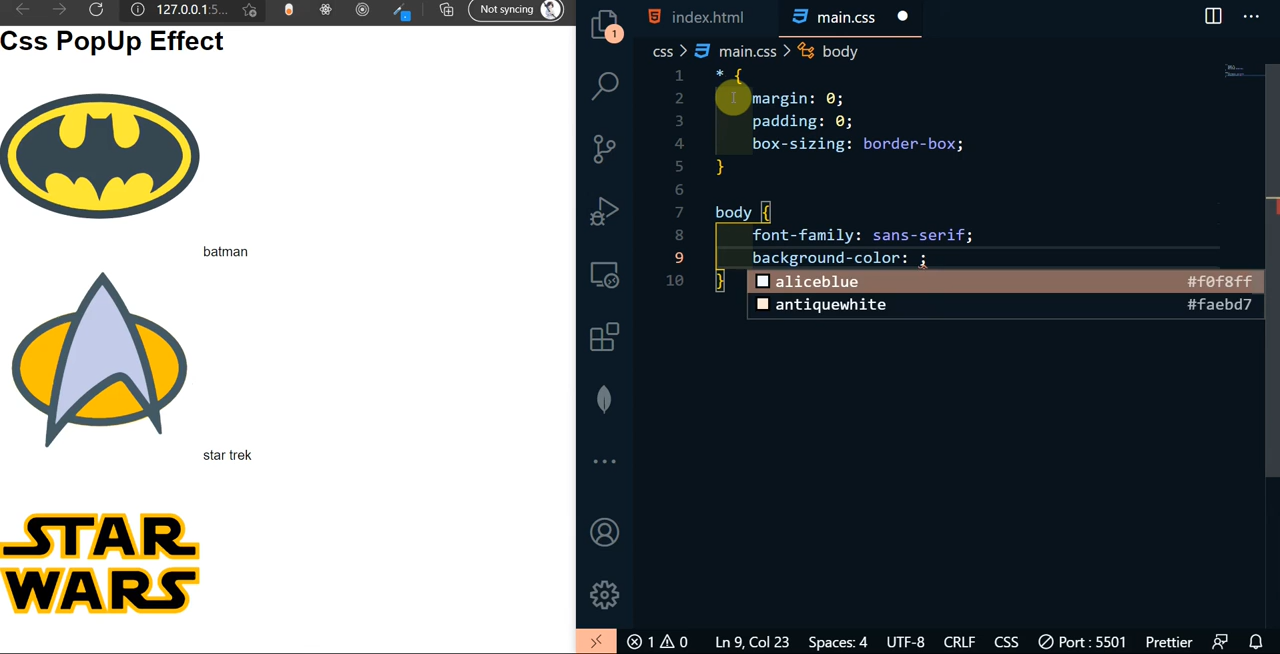 127.0.0.1:5...
Not syncing
Css PopUp Effect
batman
star trek
STAR
WARS
1
index.html
main.css
css > main.css > body
1 * {
2 margin: 0;
3 padding: 0;
4 box-sizing: border-box;
5 }
6
7 body {
8 font-family: sans-serif;
9 background-color: ;
10 }
aliceblue #f0f8ff
antiquewhite #faebd7
1 0 Ln 9, Col 23 Spaces: 4 UTF-8 CRLF CSS Port : 5501 Prettier